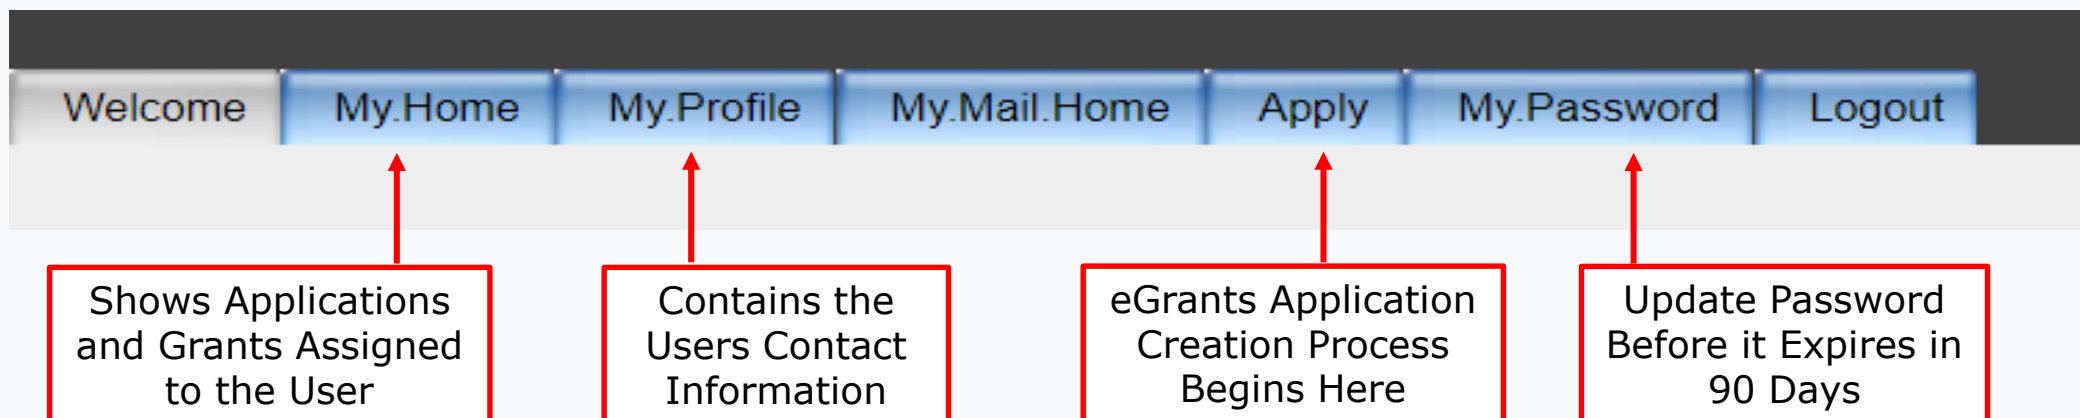 Welcome My.Home My.Profile My.Mail.Home Apply My.Password Logout
Shows Applications
and Grants Assigned
to the User
Contains the
Users Contact
Information
eGrants Application
Creation Process
Begins Here
Update Password
Before it Expires in
90 Days